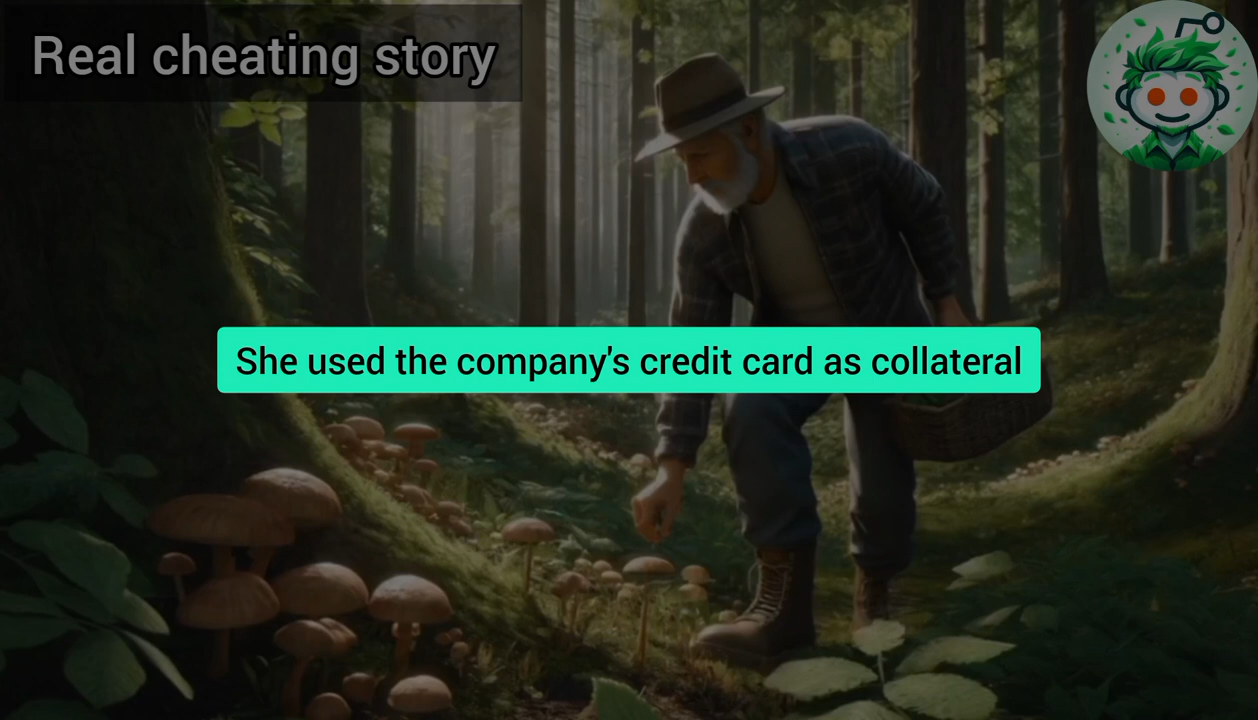 Real cheating story
She used the company's credit card as collateral